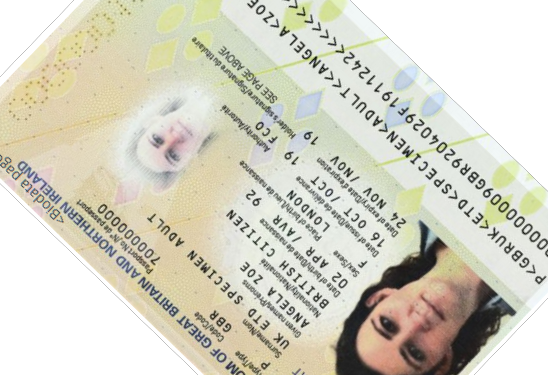 <Biodata page
OM OF GREAT BRITAIN AND NORTHERN IRELAND
Type/Type
Code/Code
Passport No./Nº de passeport
P
GBR
700000000
Surname/Nom
UK ETD SPECIMEN ADULT
Given names/Prénoms
ANGELA ZOE
Nationality/Nationalité
BRITISH CITIZEN
Date of birth/Date de naissance
02 APR /AVR 92
Sex/Sexe
Place of birth/Lieu de naissance
F
LONDON
Date of issue/Date de délivrance
Authority/Autorité
16 OCT /OCT 19
FCO
Date of expiry/Date d'expiration
Holder's signature/Signature du titulaire
24 NOV /NOV 19
SEE PAGE ABOVE
P<GBRUK<ETD<SPECIMEN<ADULT<<ANGELA<ZOE
000000009GBR9204029F1911242<<<<<<